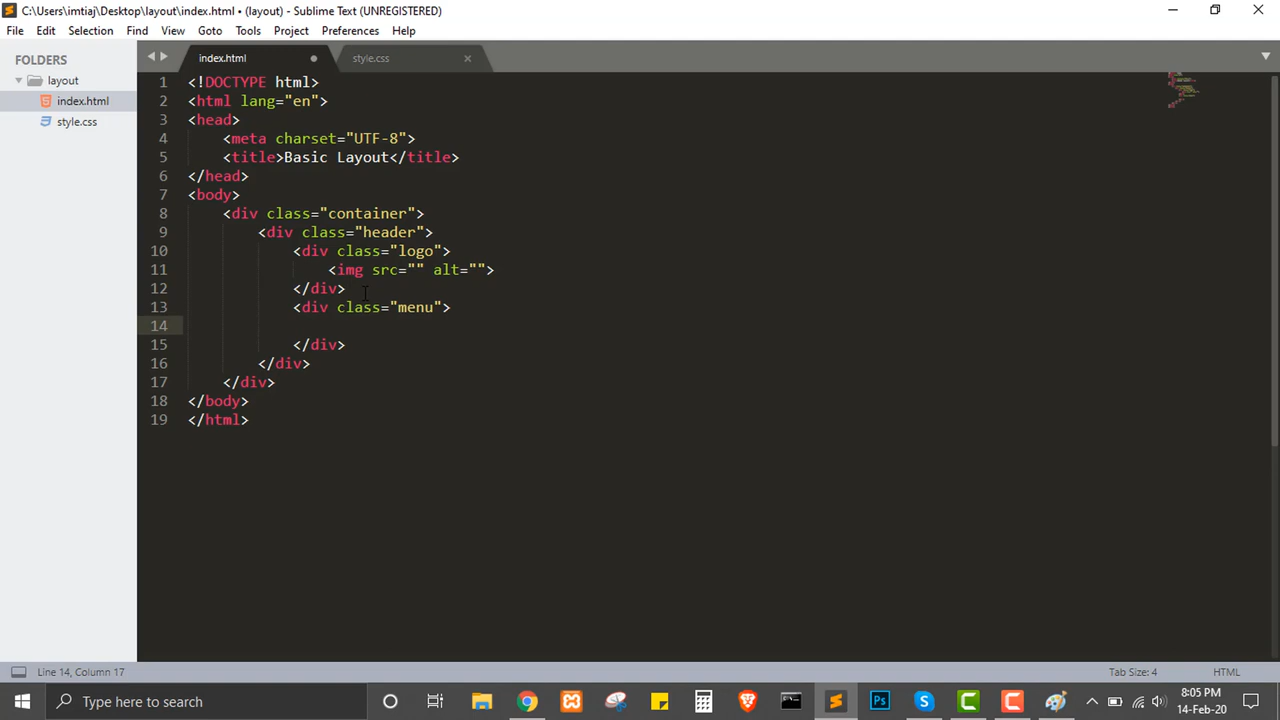 C:\Users\imtiaj\Desktop\layout\index.html • (layout) - Sublime Text (UNREGISTERED)
File Edit Selection Find View Goto Tools Project Preferences Help
FOLDERS
layout
index.html
style.css
index.html style.css
1 <!DOCTYPE html>
2 <html lang="en">
3 <head>
4 <meta charset="UTF-8">
5 <title>Basic Layout</title>
6 </head>
7 <body>
8 <div class="container">
9 <div class="header">
10 <div class="logo">
11 <img src="" alt="">
12 </div>
13 <div class="menu">
14
15 </div>
16 </div>
17 </div>
18 </body>
19 </html>
Line 14, Column 17 Tab Size: 4 HTML
Type here to search
8:05 PM
14-Feb-20